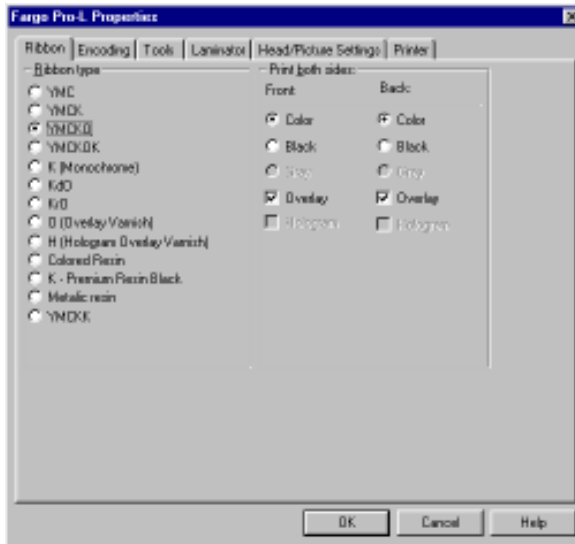 Fargo Pro-L Properties
Ribbon Encoding Tools Laminator Head/Picture Settings Printer
Ribbon type
YMC
YMCK
YMCKO
YMCKOK
K (Monochrome)
KdO
KrO
O (Overlay Varnish)
H (Hologram Overlay Varnish)
Colored Resin
K - Premium Resin Black
Metalic resin
YMCKK
Print both sides:
Front Back:
Color Color
Black Black
Gray Gray
Overlay Overlay
Hologram Hologram
OK Cancel Help